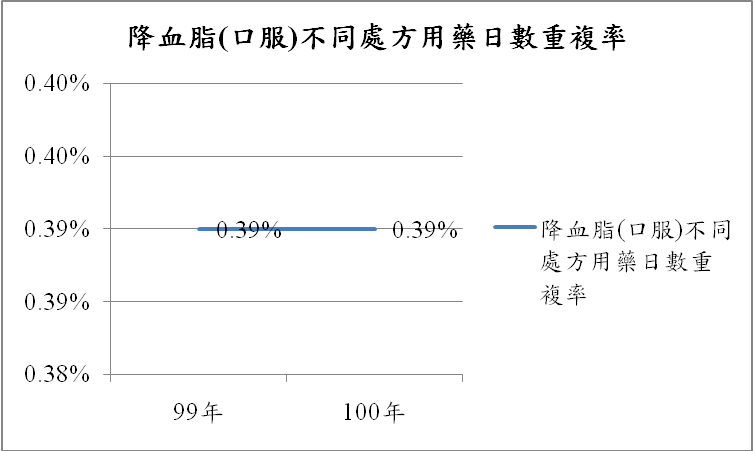 降血脂(口服)不同處方用藥日數重複率
0.40%
0.40%
0.39%
0.39%
0.38%
0.39%
0.39%
99年
100年
降血脂(口服)不同
處方用藥日數重
複率